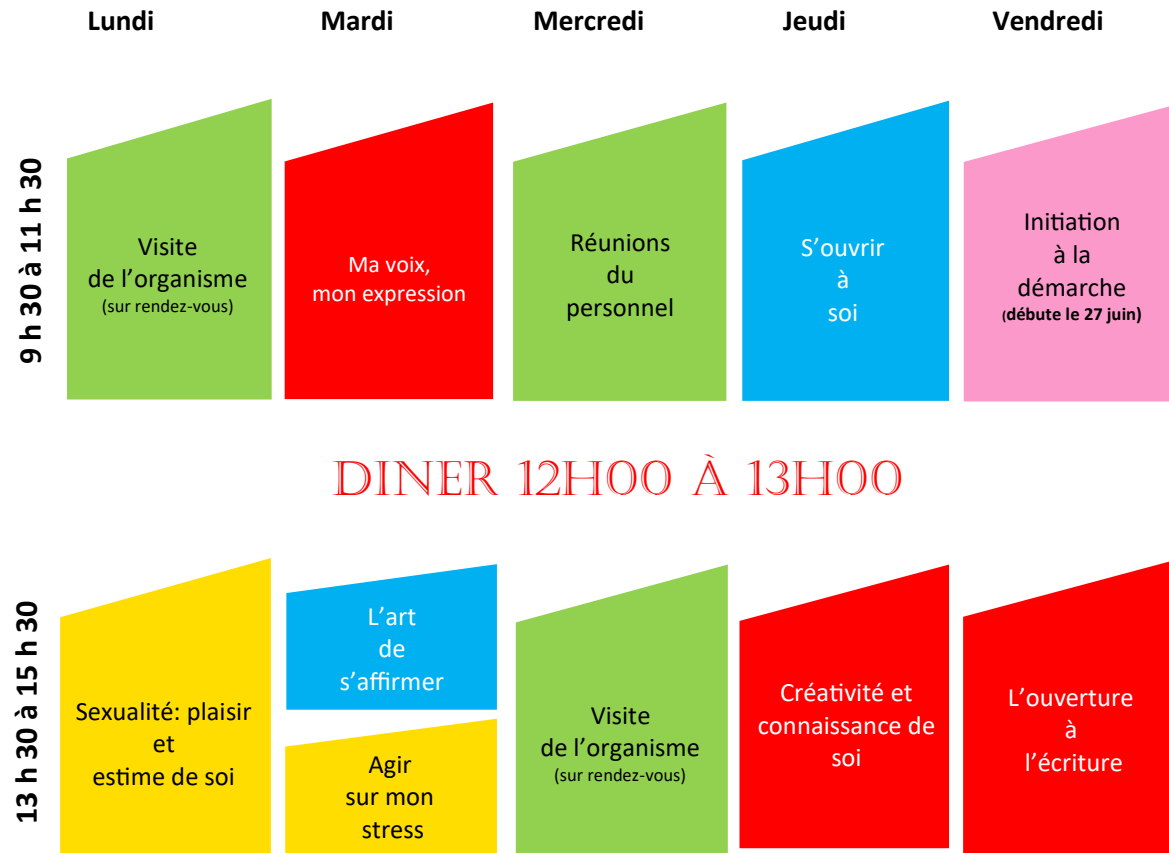 Lundi
Mardi
Mercredi
Jeudi
Vendredi
9 h 30 à 11 h 30
Visite
de l’organisme
(sur rendez-vous)
Ma voix,
mon expression
Réunions
du
personnel
S’ouvrir
à
soi
Initiation
à la
démarche
(débute le 27 juin)
DINER 12H00 À 13H00
13 h 30 à 15 h 30
Sexualité: plaisir
et
estime de soi
L’art
de
s’affirmer
Agir
sur mon
stress
Visite
de l’organisme
(sur rendez-vous)
Créativité et
connaissance de
soi
L’ouverture
à
l’écriture